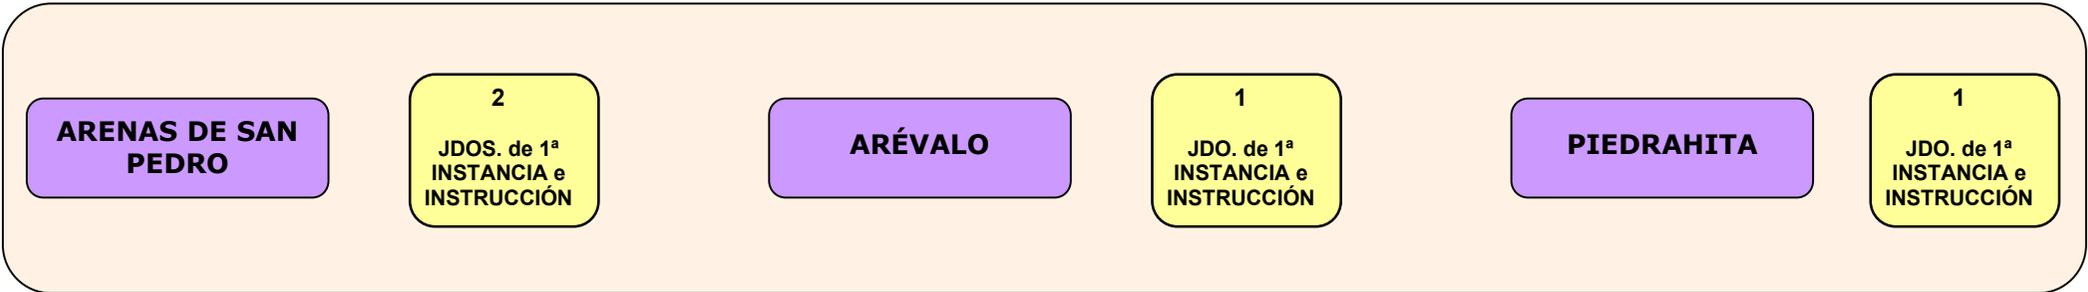 ARENAS DE SAN
PEDRO
2
JDOS. de 1ª
INSTANCIA e
INSTRUCCIÓN
ARÉVALO
1
JDO. de 1ª
INSTANCIA e
INSTRUCCIÓN
PIEDRAHITA
1
JDO. de 1ª
INSTANCIA e
INSTRUCCIÓN